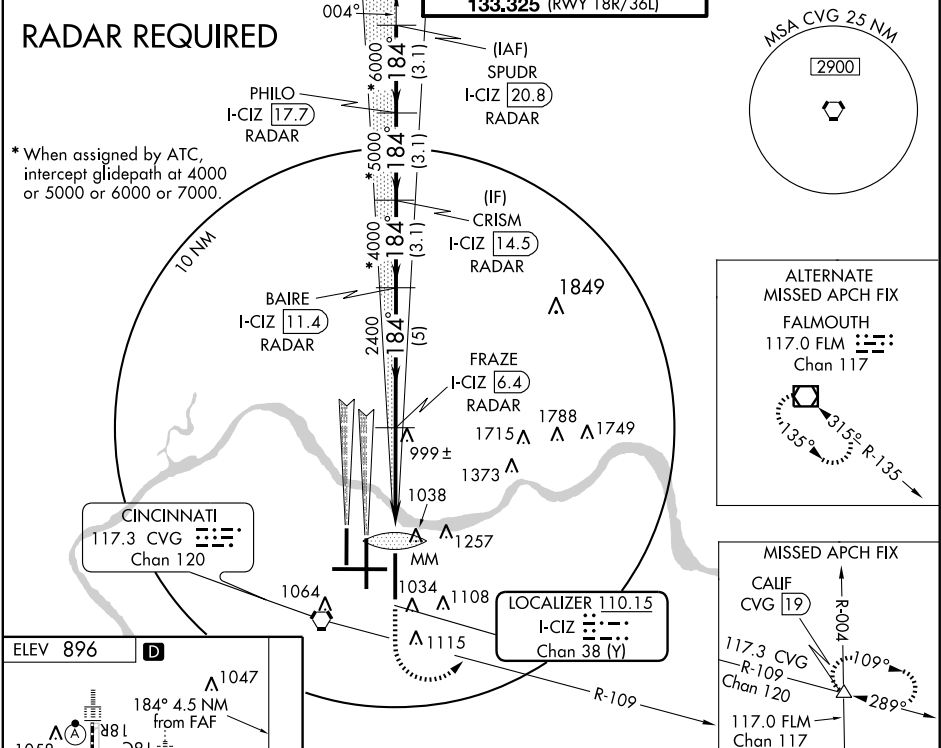 133.325 (RWY 18R/36L)
RADAR REQUIRED
004°
*6000
184°
(3.1)
(IAF)
SPUDR
I-CIZ 20.8
RADAR
PHILO
I-CIZ 17.7
RADAR
* When assigned by ATC,
intercept glidepath at 4000
or 5000 or 6000 or 7000.
*5000
184°
(3.1)
(IF)
CRISM
I-CIZ 14.5
RADAR
*4000
184°
(3.1)
10 NM
BAIRE
I-CIZ 11.4
RADAR
2400
184°
(5)
1849
FRAZE
I-CIZ 6.4
RADAR
999 ±
1715
1788
1749
1373
1038
MM
1257
CINCINNATI
117.3 CVG
Chan 120
1064
1034
1108
1115
LOCALIZER 110.15
I-CIZ
Chan 38 (Y)
R-109
MSA CVG 25 NM
2900
ALTERNATE
MISSED APCH FIX
FALMOUTH
117.0 FLM
Chan 117
135°
315°
R-135
MISSED APCH FIX
CALIF
CVG 19
R-004
117.3 CVG
R-109
Chan 120
109°
289°
117.0 FLM
Chan 117
ELEV 896
D
1047
184° 4.5 NM
from FAF
A
18R